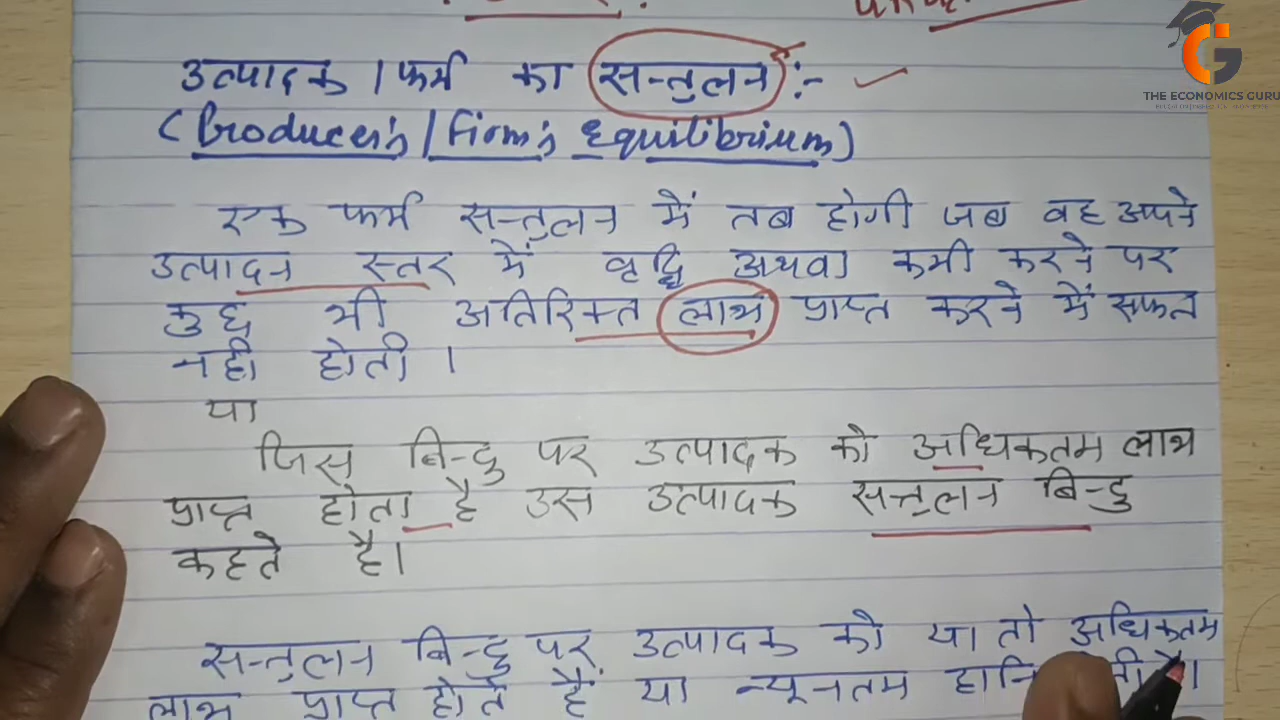 THE ECONOMICS GURU
उत्पादक / फर्म का सन्तुलन :-
(Producer's / Firm's Equilibrium)
एक फर्म सन्तुलन में तब होगी जब वह अपने
उत्पादन स्तर में वृद्धि अथवा कमी करने पर
कुछ भी अतिरिक्त लाभ प्राप्त करने में सफल
नही होती ।
या
जिस बिन्दु पर उत्पादक को अधिकतम लाभ
प्राप्त होता है उस उत्पादक सन्तुलन बिन्दु
कहते है।
सन्तुलन बिन्दु पर उत्पादक को या तो अधिकतम
लाभ प्राप्त होते हैं या न्यूनतम हानि